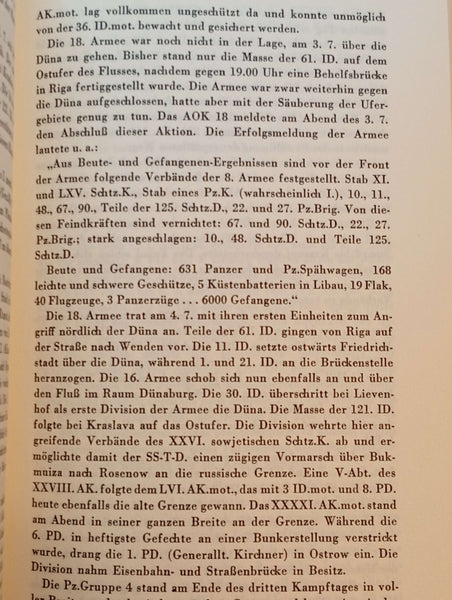 AK.mot. lag vollkommen ungeschützt da und konnte unmöglich
von der 36. ID.mot. bewacht und gesichert werden.
Die 18. Armee war noch nicht in der Lage, am 3. 7. über die
Düna zu gehen. Bisher stand nur die Masse der 61. ID. auf dem
Ostufer des Flusses, nachdem gegen 19.00 Uhr eine Behelfsbrücke
in Riga fertiggestellt wurde. Die Armee war zwar weiterhin gegen
die Düna aufgeschlossen, hatte aber mit der Säuberung der Ufer-
gebiete genug zu tun. Das AOK 18 meldete am Abend des 3. 7.
den Abschluß dieser Aktion. Die Erfolgsmeldung der Armee
lautete u. a.:
„Aus Beute- und Gefangenen-Ergebnissen sind vor der Front
der Armee folgende Verbände der 8. Armee festgestellt. Stab XI.
und LXV. Schtz.K., Stab eines Pz.K. (wahrscheinlich I.), 10., 11.,
48., 67., 90., Teile der 125. Schtz.D., 22. und 27. Pz.Brig. Von die-
sen Feindkräften sind vernichtet: 67. und 90. Schtz.D., 22. und 27.
Pz.Brig.; stark angeschlagen: 10., 48. Schtz.D. und Teile 125.
Schtz.D.
Beute und Gefangene: 631 Panzer und Pz.Spähwagen, 168
leichte und schwere Geschütze, 5 Küstenbatterien in Libau, 19 Flak,
40 Flugzeuge, 3 Panzerzüge . . . 6000 Gefangene."
Die 18. Armee trat am 4. 7. mit ihren ersten Einheiten zum An-
griff nördlich der Düna an. Teile der 61. ID. gingen von Riga auf
der Straße nach Wenden vor. Die 11. ID. setzte ostwärts Friedrich-
stadt über die Düna, während 1. und 21. ID. an die Brückenstelle
heranzogen. Die 16. Armee schob sich nun ebenfalls an und über
den Fluß im Raum Dünaburg. Die 30. ID. überschritt bei Lieven-
hof als erste Division der Armee die Düna. Die Masse der 121. ID.
folgte bei Kraslava auf das Ostufer. Die Division wehrte hier an-
greifende Verbände des XXVI. sowjetischen Schtz.K. ab und er-
möglichte damit der SS-T-D. einen zügigen Vormarsch über Buk-
muiza nach Rosenow an die russische Grenze. Eine V-Abt. des
XXVIII. AK. folgte dem LVI. AK.mot., das mit 3 ID.mot. und 8. PD.
heute ebenfalls die alte Grenze gewann. Das XXXXI. AK.mot. stand
am Abend in seiner ganzen Breite an der Grenze. Während die
6. PD. in heftigste Gefechte an einer Bunkerstellung verstrickt
wurde, drang die 1. PD. (Generallt. Kirchner) in Ostrow ein. Die
Division nahm Eisenbahn- und Straßenbrücke in Besitz.
Die Pz.Gruppe 4 stand am Ende des dritten Kampftages in vol-